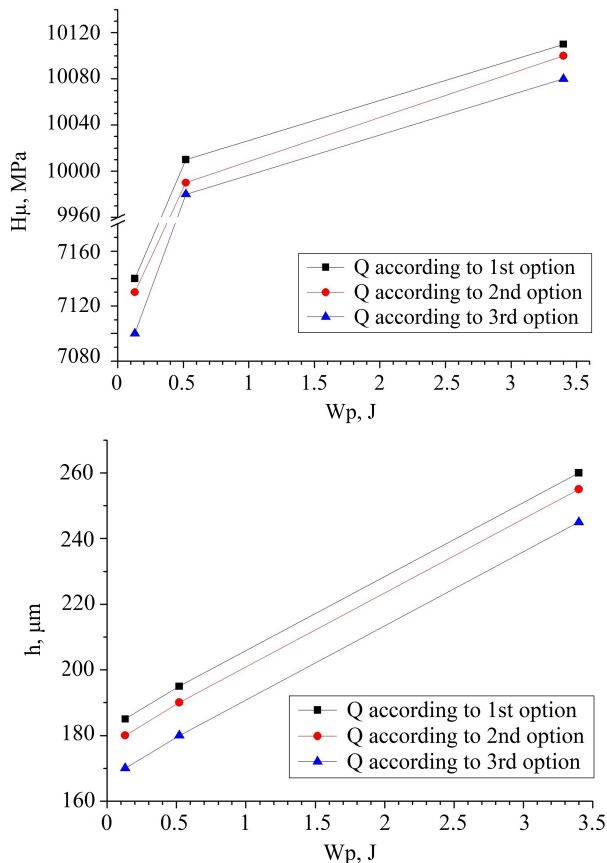 10120
10080
10040
10000
9960
7160
7130
7080
Hμ, MPa
Q according to 1st option
Q according to 2nd option
Q according to 3rd option
0 0.5 1 1.5 2 2.5 3 3.5
Wp, J
260
240
220
200
180
160
h, μm
Q according to 1st option
Q according to 2nd option
Q according to 3rd option
0 0.5 1 1.5 2 2.5 3 3.5
Wp, J